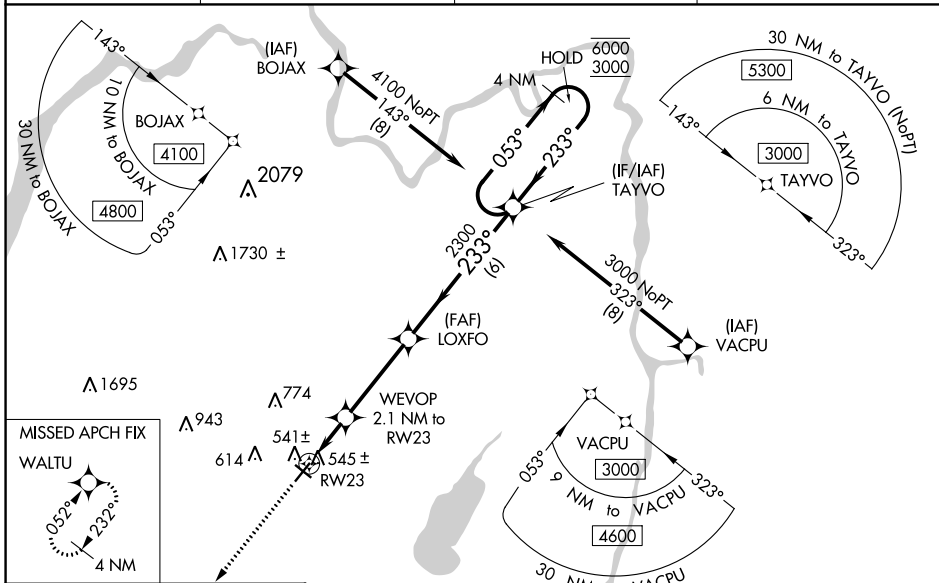 143°
10 NM to BOJAX
30 NM to BOJAX
BOJAX
4100
4800
053°
2079
1730 ±
(IAF)
BOJAX
4100 NoPT
143°
(8)
HOLD
6000
3000
4 NM
053°
233°
(IF/IAF)
TAYVO
30 NM to TAYVO (NoPT)
5300
6 NM to TAYVO
143°
3000
TAYVO
323°
2300
233°
(6)
3000 NoPT
323°
(8)
(IAF)
VACPU
(FAF)
LOXFO
1695
943
774
WEVOP
2.1 NM to
RW23
541±
614
545 ±
RW23
MISSED APCH FIX
WALTU
052°
232°
4 NM
VACPU
3000
053°
323°
9 NM to VACPU
4600
30 NM to VACPU